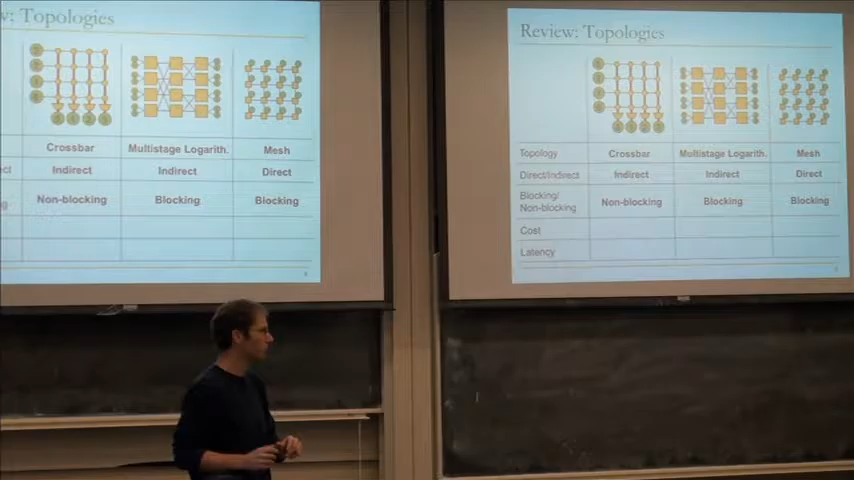 w: Topologies
Crossbar Multistage Logarith. Mesh
ct Indirect Indirect Direct
g Non-blocking Blocking Blocking
Review: Topologies
Topology Crossbar Multistage Logarith. Mesh
Direct/Indirect Indirect Indirect Direct
Blocking/
Non-blocking Non-blocking Blocking Blocking
Cost
Latency